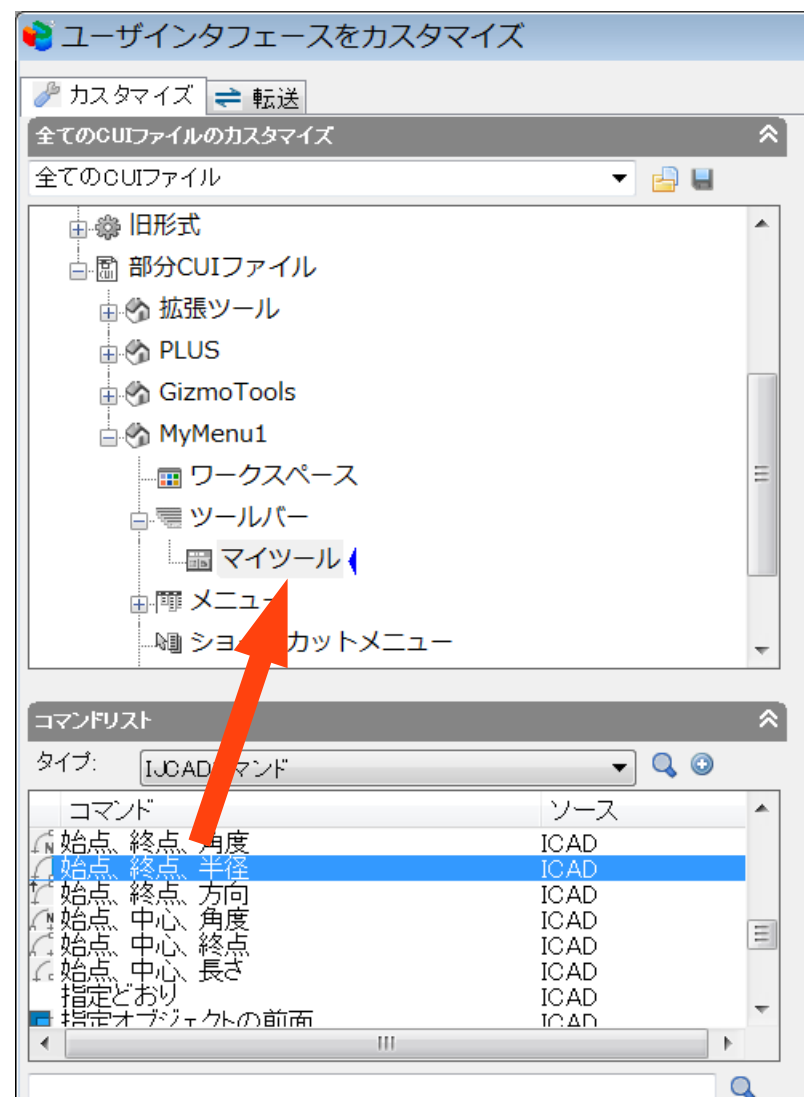 ユーザインタフェースをカスタマイズ
カスタマイズ 転送
全てのCUIファイルのカスタマイズ
全てのCUIファイル
旧形式
部分CUIファイル
拡張ツール
PLUS
GizmoTools
MyMenu1
ワークスペース
ツールバー
マイツール
メニュー
ショートカットメニュー
コマンドリスト
タイプ: IJCADコマンド
コマンド ソース
始点、終点、角度 ICAD
始点、終点、半径 ICAD
始点、終点、方向 ICAD
始点、中心、角度 ICAD
始点、中心、終点 ICAD
始点、中心、長さ ICAD
指定どおり ICAD
指定オブジェクトの前面 ICAD